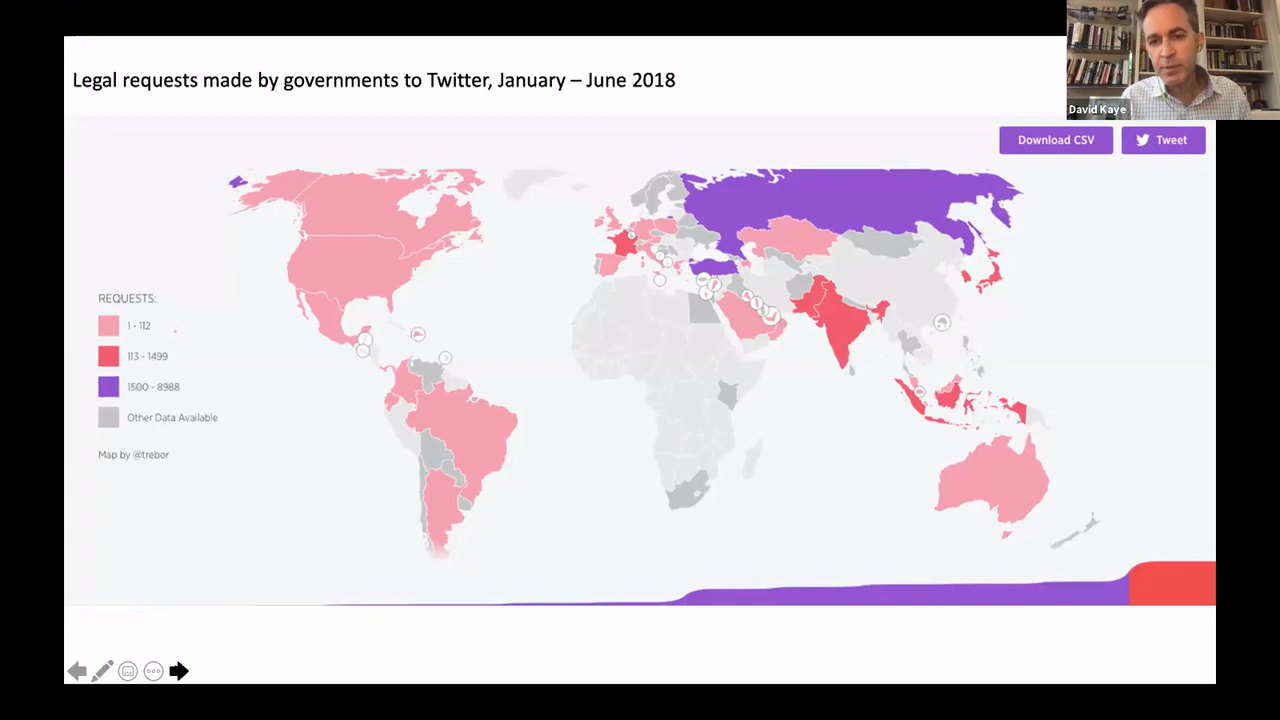 Legal requests made by governments to Twitter, January – June 2018
David Kaye
Download CSV
Tweet
REQUESTS:
1 - 112
113 - 1499
1500 - 8988
Other Data Available
Map by @trebor